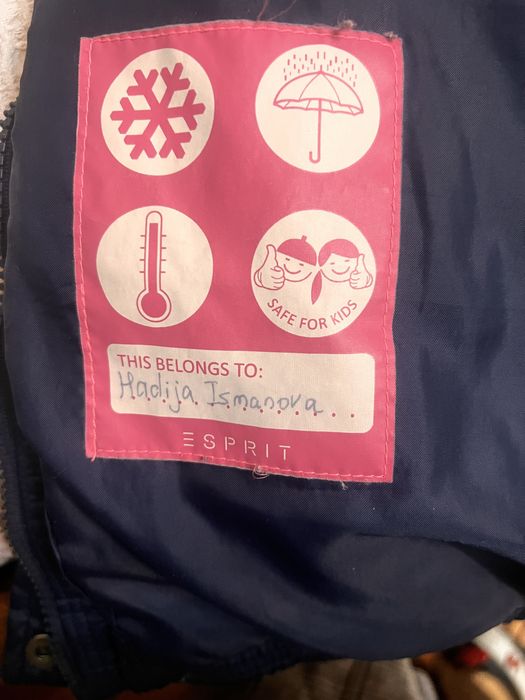 SAFE FOR KIDS
THIS BELONGS TO:
Hadija Ismanova
ESPRIT